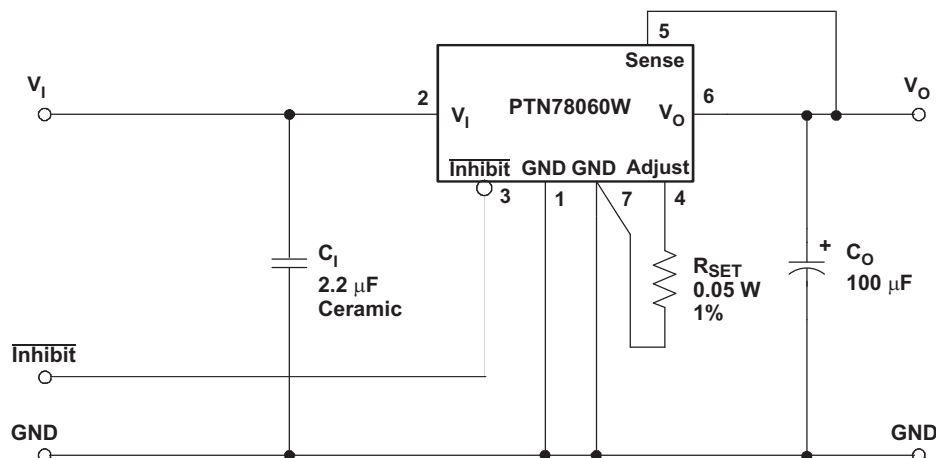 5
Sense
V_I
2
V_I
PTN78060W
V_O
6
V_O
Inhibit GND GND Adjust
3
1
7
4
C_I
2.2 μF
Ceramic
R_SET
0.05 W
1%
+
C_O
100 μF
Inhibit
GND
GND